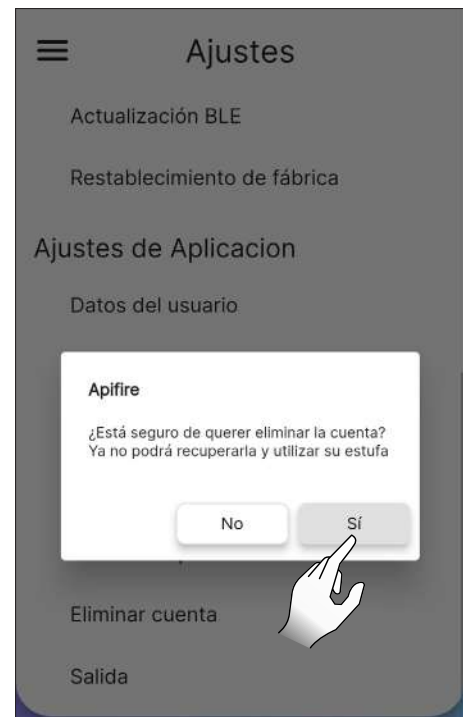 Ajustes
Actualización BLE
Restablecimiento de fábrica
Ajustes de Aplicacion
Datos del usuario
Apifire
¿Está seguro de querer eliminar la cuenta?
Ya no podrá recuperarla y utilizar su estufa
No
Sí
Eliminar cuenta
Salida